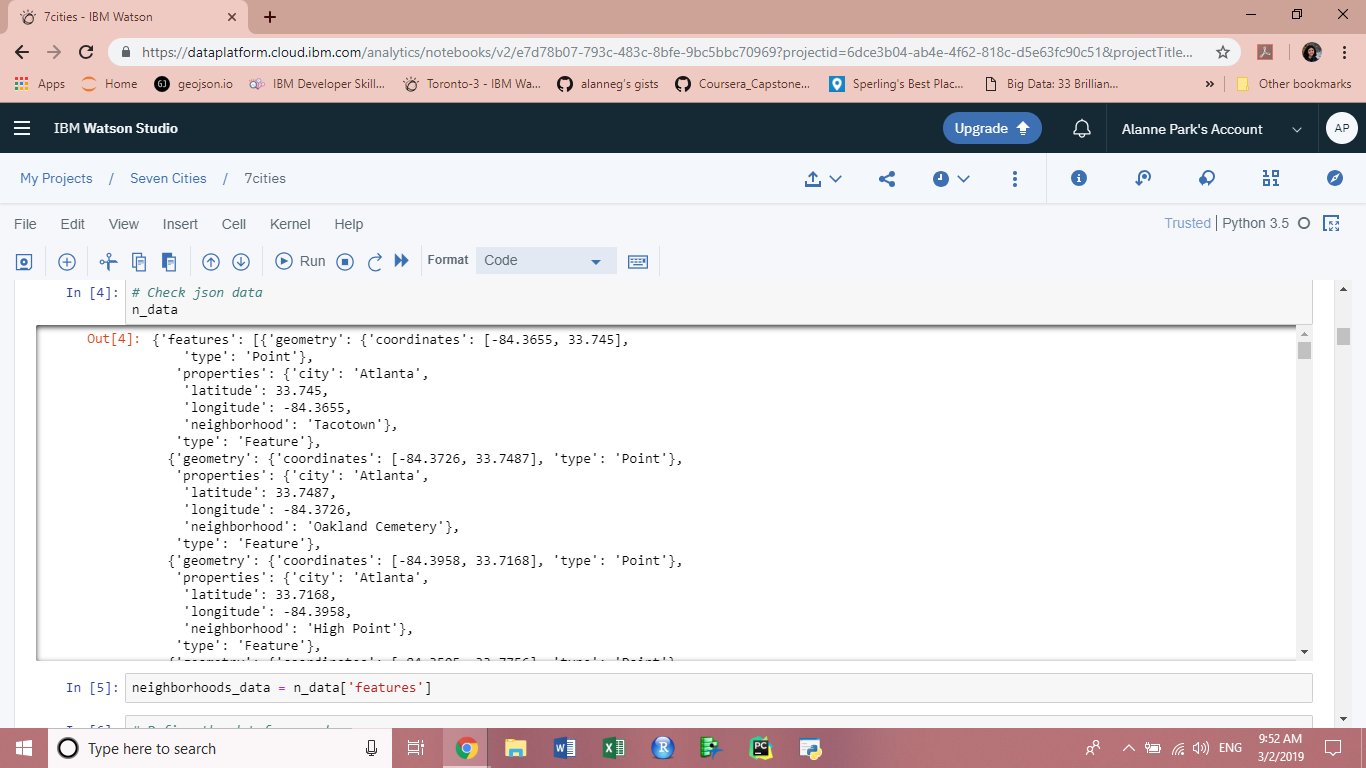 7cities - IBM Watson
https://dataplatform.cloud.ibm.com/analytics/notebooks/v2/e7d78b07-793c-483c-8bfe-9bc5bbc70969?projectid=6dce3b04-ab4e-4f62-818c-d5e63fc90c51&projectTitle...
Apps Home geojson.io IBM Developer Skill... Toronto-3 - IBM Wa... alanneg's gists Coursera_Capstone... Sperling's Best Plac... Big Data: 33 Brillian... » Other bookmarks
IBM Watson Studio Upgrade Alanne Park's Account AP
My Projects / Seven Cities / 7cities
File Edit View Insert Cell Kernel Help Trusted | Python 3.5
Run Format Code
In [4]: # Check json data
n_data
Out[4]: {'features': [{'geometry': {'coordinates': [-84.3655, 33.745],
'type': 'Point'},
'properties': {'city': 'Atlanta',
'latitude': 33.745,
'longitude': -84.3655,
'neighborhood': 'Tacotown'},
'type': 'Feature'},
{'geometry': {'coordinates': [-84.3726, 33.7487], 'type': 'Point'},
'properties': {'city': 'Atlanta',
'latitude': 33.7487,
'longitude': -84.3726,
'neighborhood': 'Oakland Cemetery'},
'type': 'Feature'},
{'geometry': {'coordinates': [-84.3958, 33.7168], 'type': 'Point'},
'properties': {'city': 'Atlanta',
'latitude': 33.7168,
'longitude': -84.3958,
'neighborhood': 'High Point'},
'type': 'Feature'},
In [5]: neighborhoods_data = n_data['features']
Type here to search ENG 9:52 AM
3/2/2019